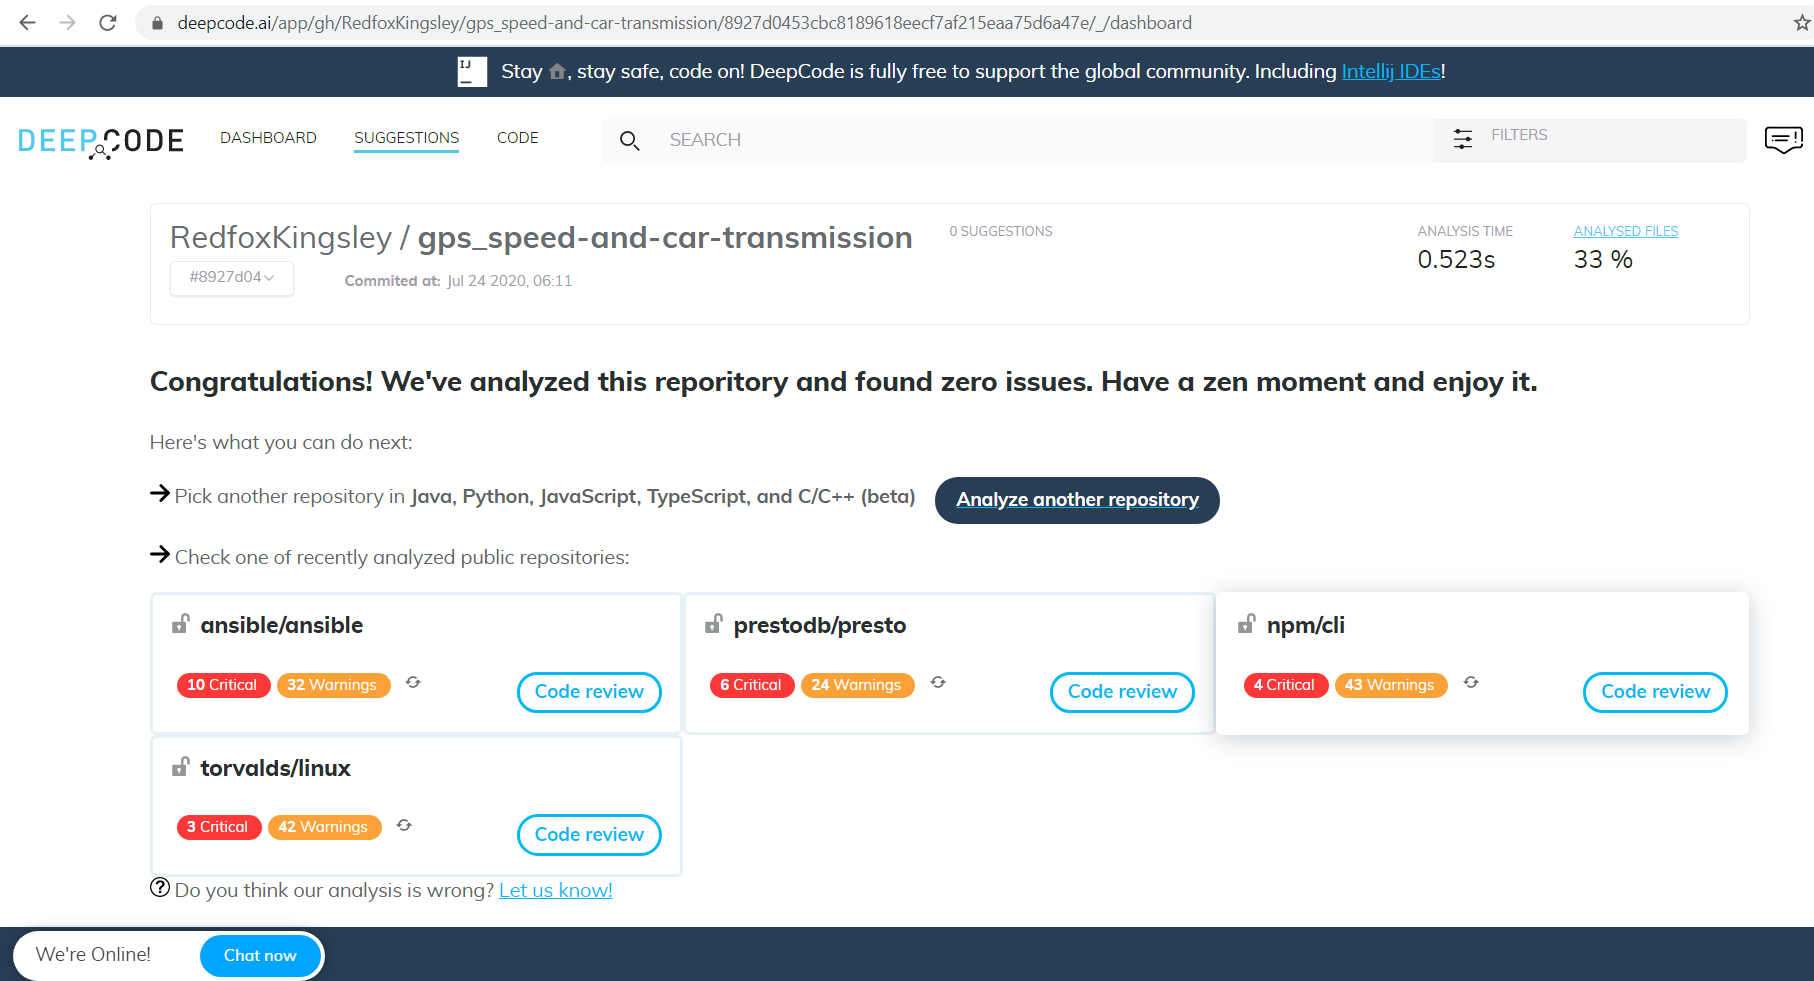 deepcode.ai/app/gh/RedfoxKingsley/gps_speed-and-car-transmission/8927d0453cbc8189618eecf7af215eaa75d6a47e/_/dashboard
IJ Stay , stay safe, code on! DeepCode is fully free to support the global community. Including Intellij IDEs!
DEEPCODE DASHBOARD SUGGESTIONS CODE SEARCH FILTERS
RedfoxKingsley / gps_speed-and-car-transmission 0 SUGGESTIONS ANALYSIS TIME ANALYSED FILES
0.523s 33 %
#8927d04 Commited at: Jul 24 2020, 06:11
Congratulations! We've analyzed this reporitory and found zero issues. Have a zen moment and enjoy it.
Here's what you can do next:
Pick another repository in Java, Python, JavaScript, TypeScript, and C/C++ (beta) Analyze another repository
Check one of recently analyzed public repositories:
ansible/ansible prestodb/presto npm/cli
10 Critical 32 Warnings Code review 6 Critical 24 Warnings Code review 4 Critical 43 Warnings Code review
torvalds/linux
3 Critical 42 Warnings Code review
Do you think our analysis is wrong? Let us know!
We're Online! Chat now